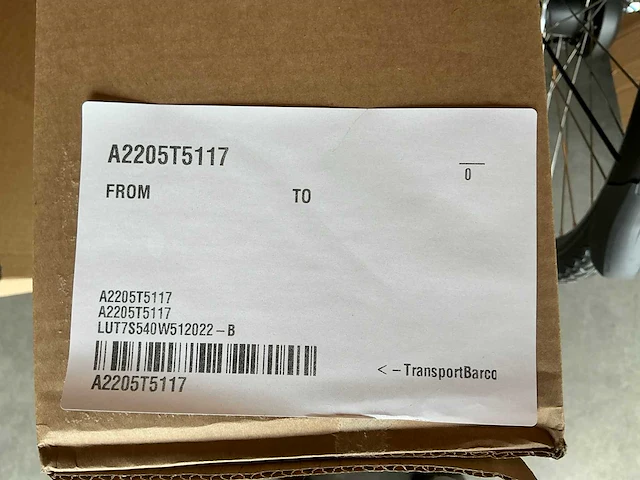 A2205T5117
0
FROM TO
A2205T5117
A2205T5117
LUT7S540W512022-B
A2205T5117
<-TransportBarco